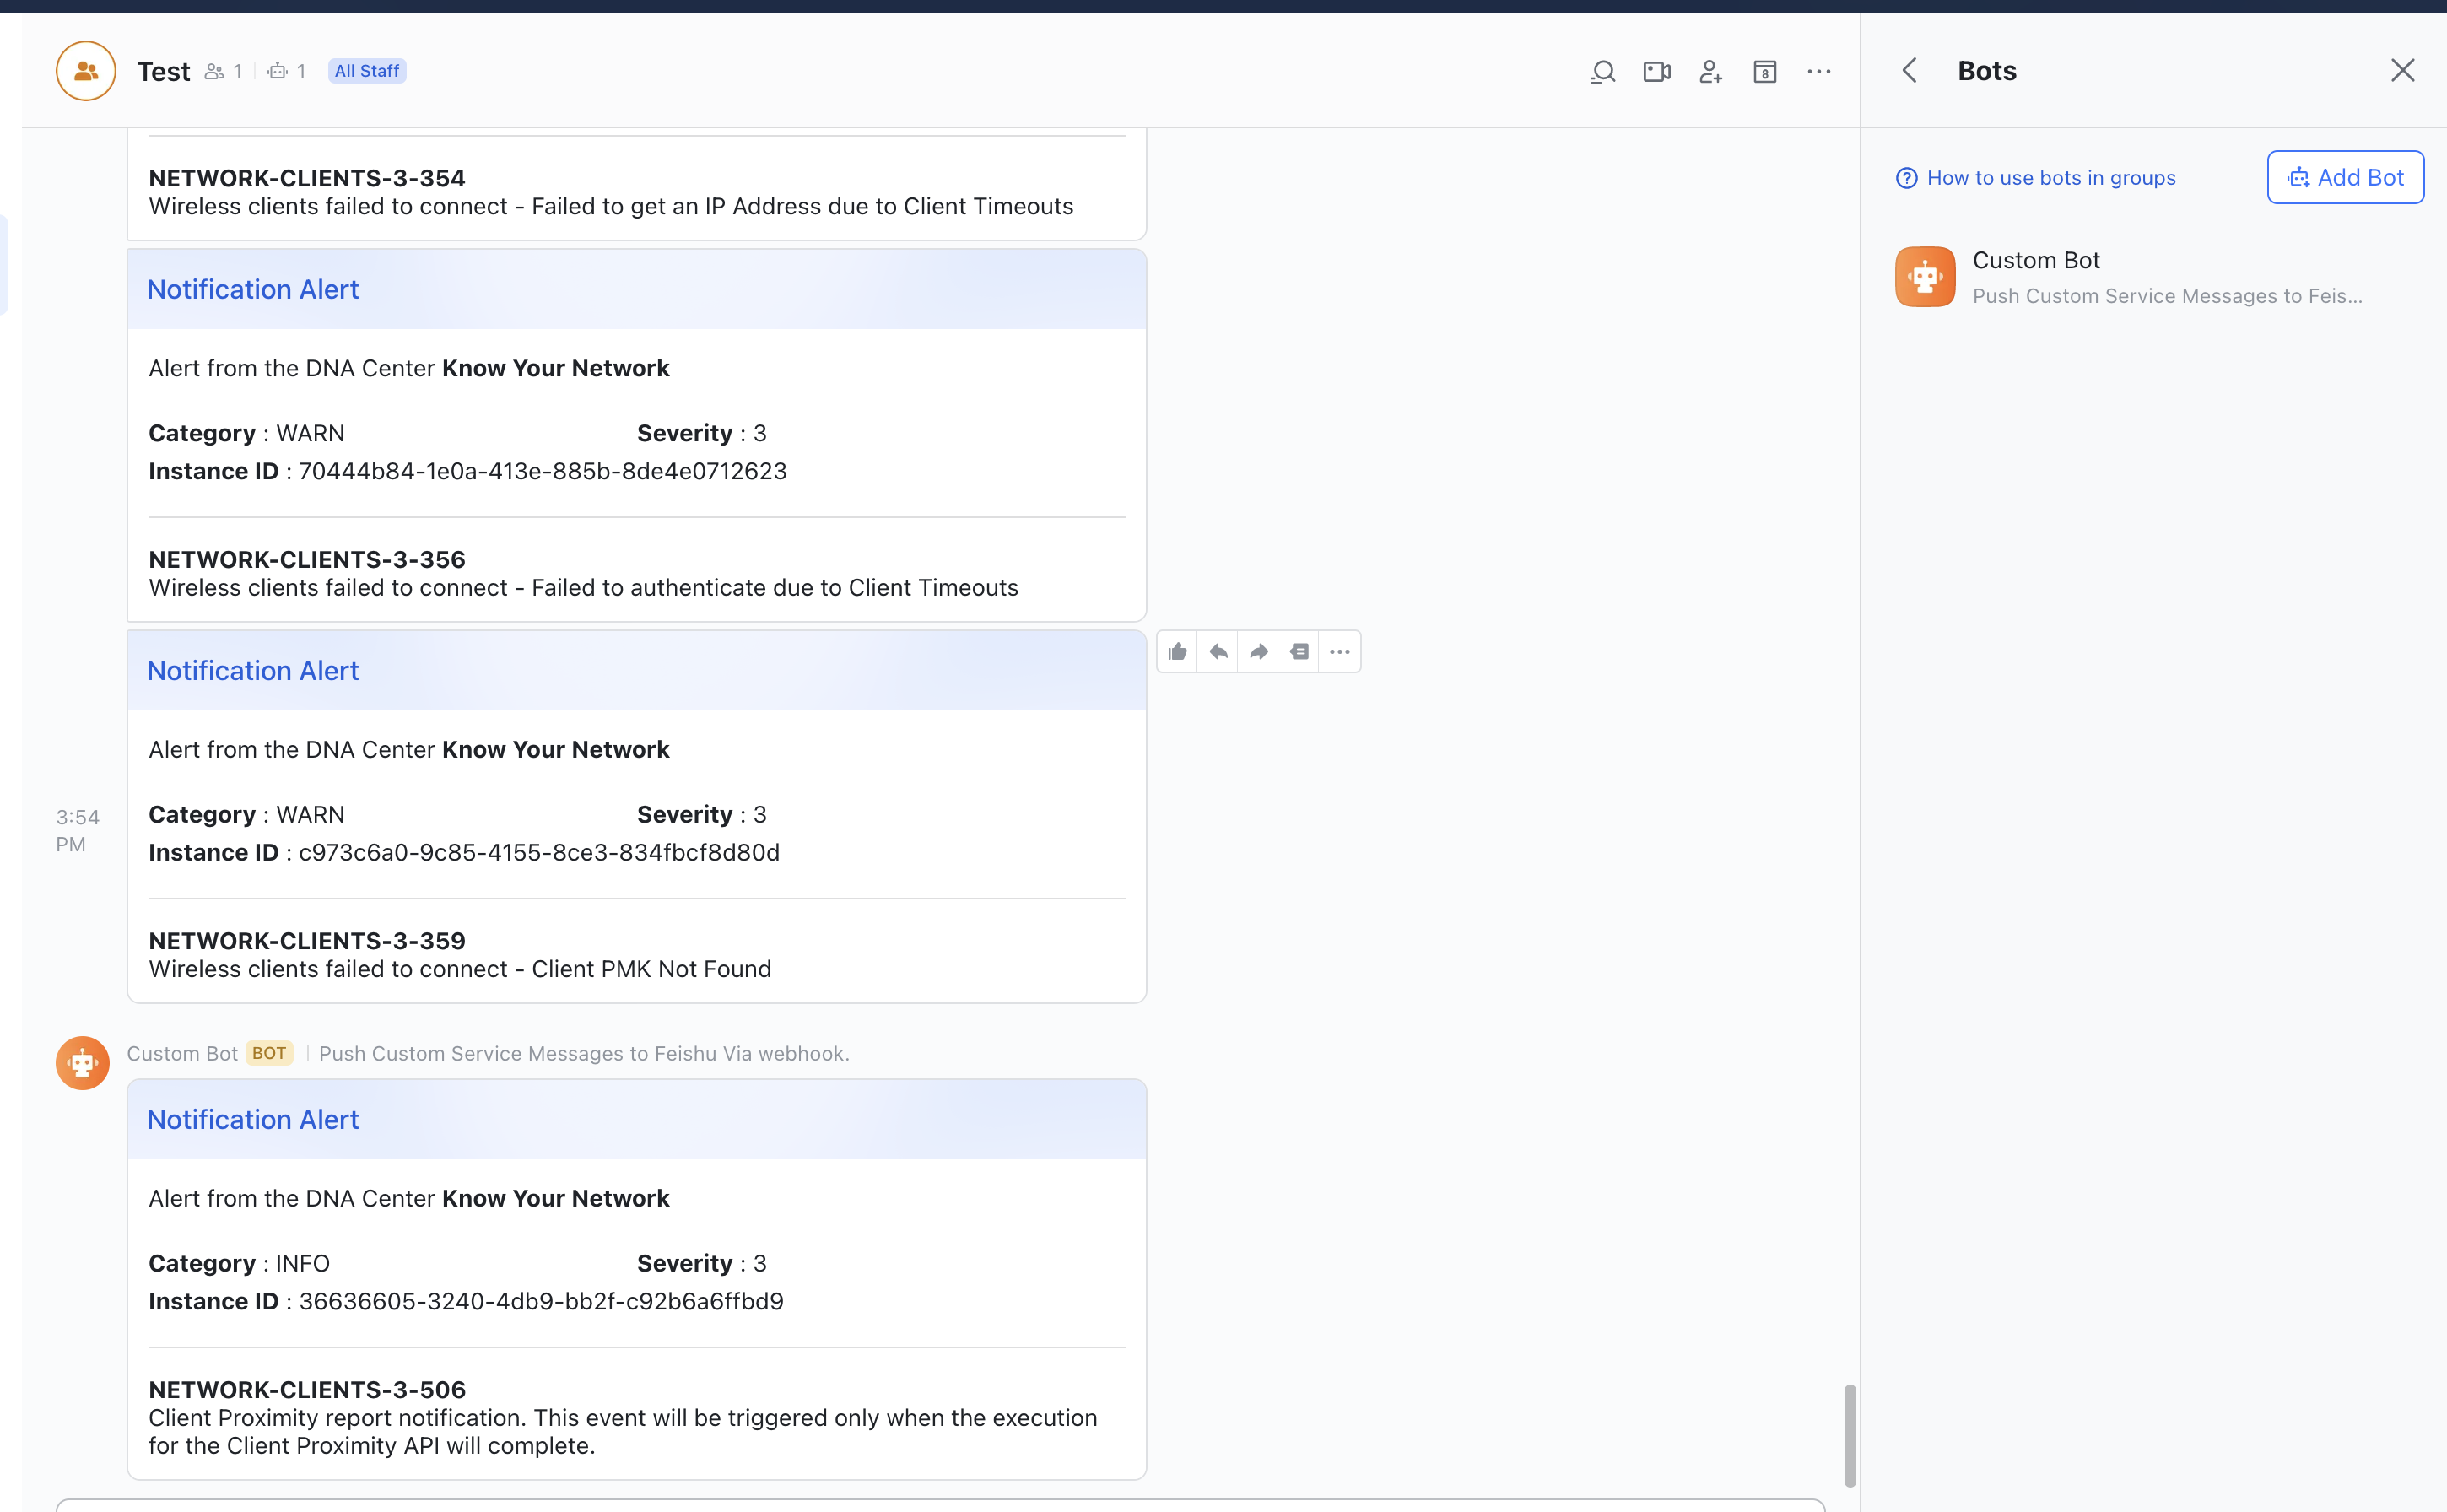 Test 1 1 All Staff
NETWORK-CLIENTS-3-354
Wireless clients failed to connect - Failed to get an IP Address due to Client Timeouts
Notification Alert
Alert from the DNA Center Know Your Network
Category : WARN Severity : 3
Instance ID : 70444b84-1e0a-413e-885b-8de4e0712623
NETWORK-CLIENTS-3-356
Wireless clients failed to connect - Failed to authenticate due to Client Timeouts
Notification Alert
Alert from the DNA Center Know Your Network
3:54
PM
Category : WARN Severity : 3
Instance ID : c973c6a0-9c85-4155-8ce3-834fbcf8d80d
NETWORK-CLIENTS-3-359
Wireless clients failed to connect - Client PMK Not Found
Custom Bot BOT | Push Custom Service Messages to Feishu Via webhook.
Notification Alert
Alert from the DNA Center Know Your Network
Category : INFO Severity : 3
Instance ID : 36636605-3240-4db9-bb2f-c92b6a6ffbd9
NETWORK-CLIENTS-3-506
Client Proximity report notification. This event will be triggered only when the execution
for the Client Proximity API will complete.
8
Bots
How to use bots in groups
Add Bot
Custom Bot
Push Custom Service Messages to Feis...